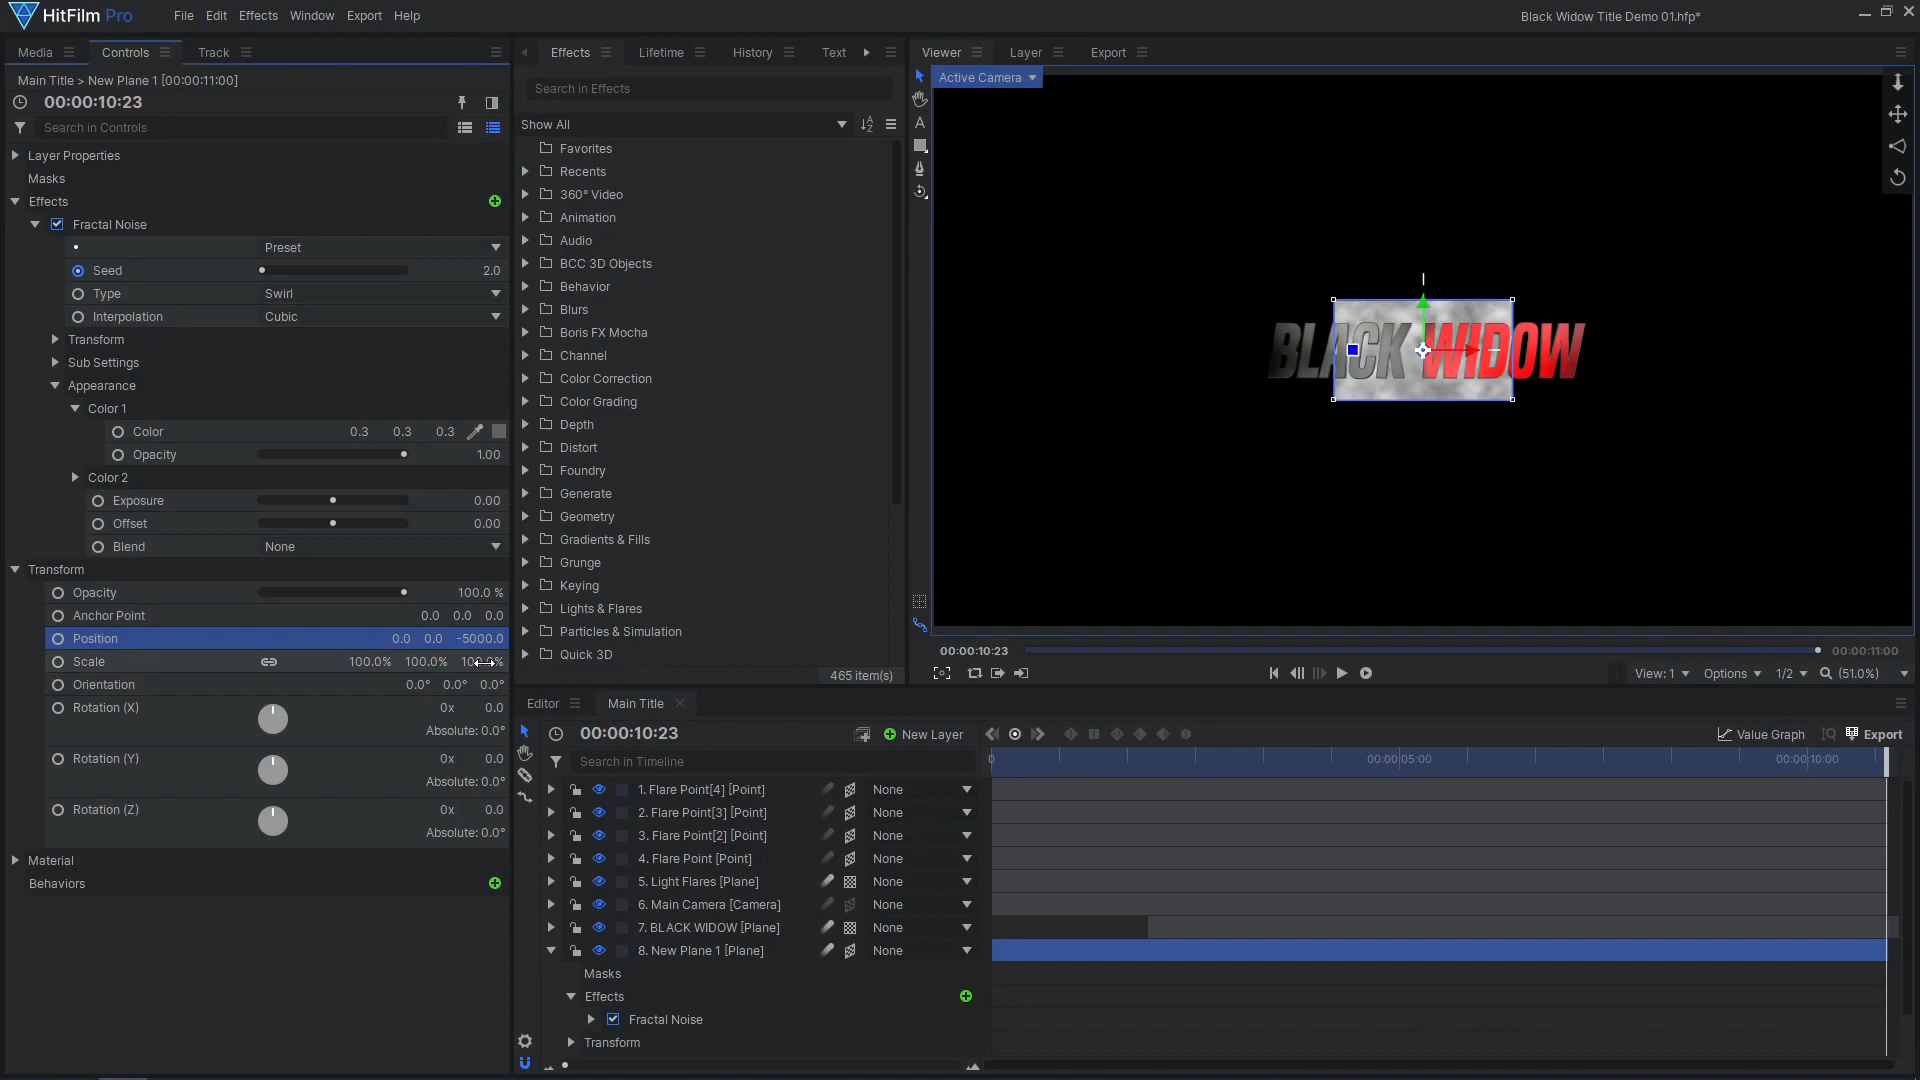 HitFilm Pro
File Edit Effects Window Export Help
Black Widow Title Demo 01.hfp*
Media Controls Track
Main Title > New Plane 1 [00:00:11:00]
00:00:10:23
Search in Controls
Layer Properties
Masks
Effects
Fractal Noise
Preset
Seed 2.0
Type Swirl
Interpolation Cubic
Transform
Sub Settings
Appearance
Color 1
Color 0.3 0.3 0.3
Opacity 1.00
Color 2
Exposure 0.00
Offset 0.00
Blend None
Transform
Opacity 100.0 %
Anchor Point 0.0 0.0 0.0
Position 0.0 0.0 -5000.0
Scale 100.0% 100.0% 100.0%
Orientation 0.0° 0.0° 0.0°
Rotation (X) 0x 0.0
Absolute: 0.0°
Rotation (Y) 0x 0.0
Absolute: 0.0°
Rotation (Z) 0x 0.0
Absolute: 0.0°
Material
Behaviors
Effects Lifetime History Text
Search in Effects
Show All
Favorites
Recents
360° Video
Animation
Audio
BCC 3D Objects
Behavior
Blurs
Boris FX Mocha
Channel
Color Correction
Color Grading
Depth
Distort
Foundry
Generate
Geometry
Gradients & Fills
Grunge
Keying
Lights & Flares
Particles & Simulation
Quick 3D
465 item(s)
Viewer Layer Export
Active Camera
BLACK WIDOW
00:00:10:23 00:00:11:00
View: 1 Options 1/2 (51.0%)
Editor Main Title
00:00:10:23 New Layer Value Graph Export
Search in Timeline
0 00:00:05:00 00:00:10:00
1. Flare Point[4] [Point] None
2. Flare Point[3] [Point] None
3. Flare Point[2] [Point] None
4. Flare Point [Point] None
5. Light Flares [Plane] None
6. Main Camera [Camera] None
7. BLACK WIDOW [Plane] None
8. New Plane 1 [Plane] None
Masks
Effects
Fractal Noise
Transform